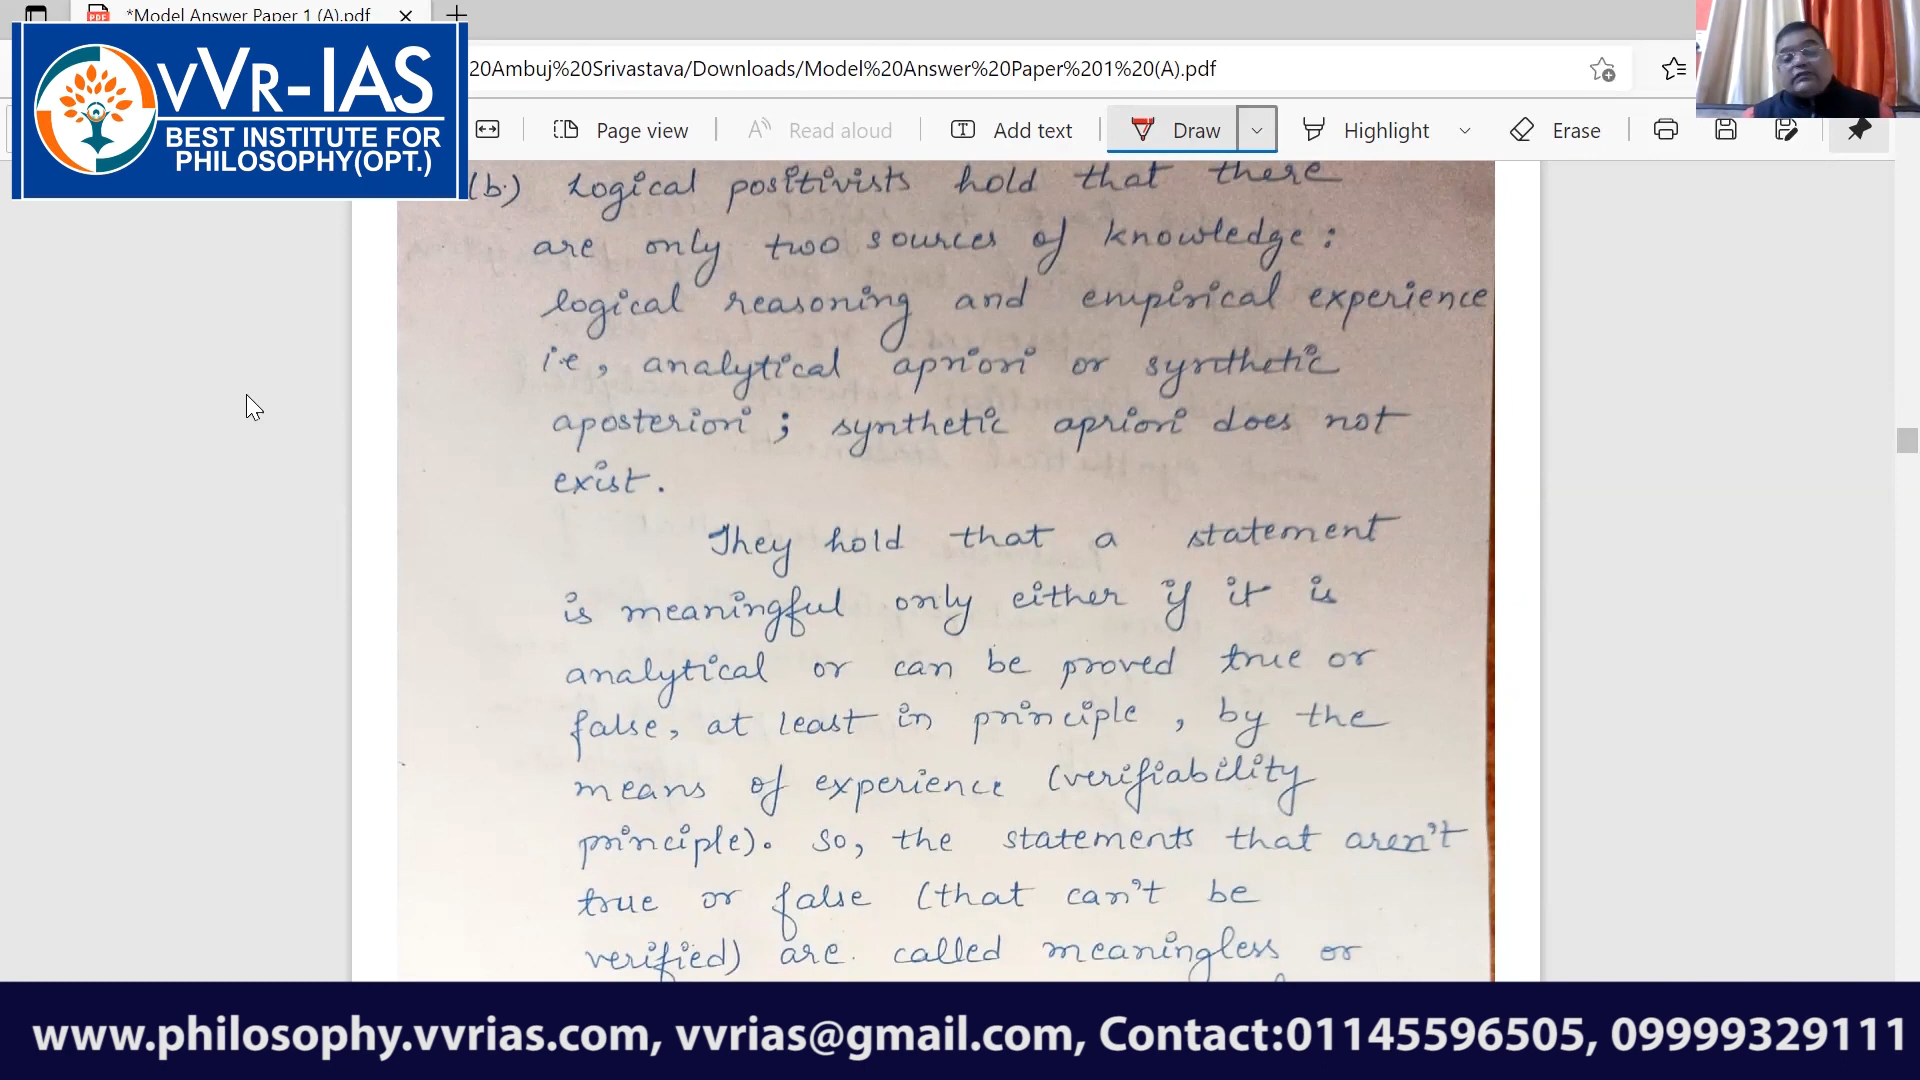 *Model Answer Paper 1 (A).pdf
vVR-IAS
BEST INSTITUTE FOR
PHILOSOPHY(OPT.)
20Ambuj%20Srivastava/Downloads/Model%20Answer%20Paper%201%20(A).pdf
Page view
Read aloud
Add text
Draw
Highlight
Erase
(b.) Logical positivists hold that there
are only two sources of knowledge:
logical reasoning and empirical experience
i.e, analytical apriori or synthetic
aposteriori; synthetic apriori does not
exist.
They hold that a statement
is meaningful only either if it is
analytical or can be proved true or
false, at least in principle, by the
means of experience (verifiability
principle). So, the statements that aren't
true or false (that can't be
verified) are called meaningless or
www.philosophy.vvrias.com, vvrias@gmail.com, Contact:01145596505, 09999329111